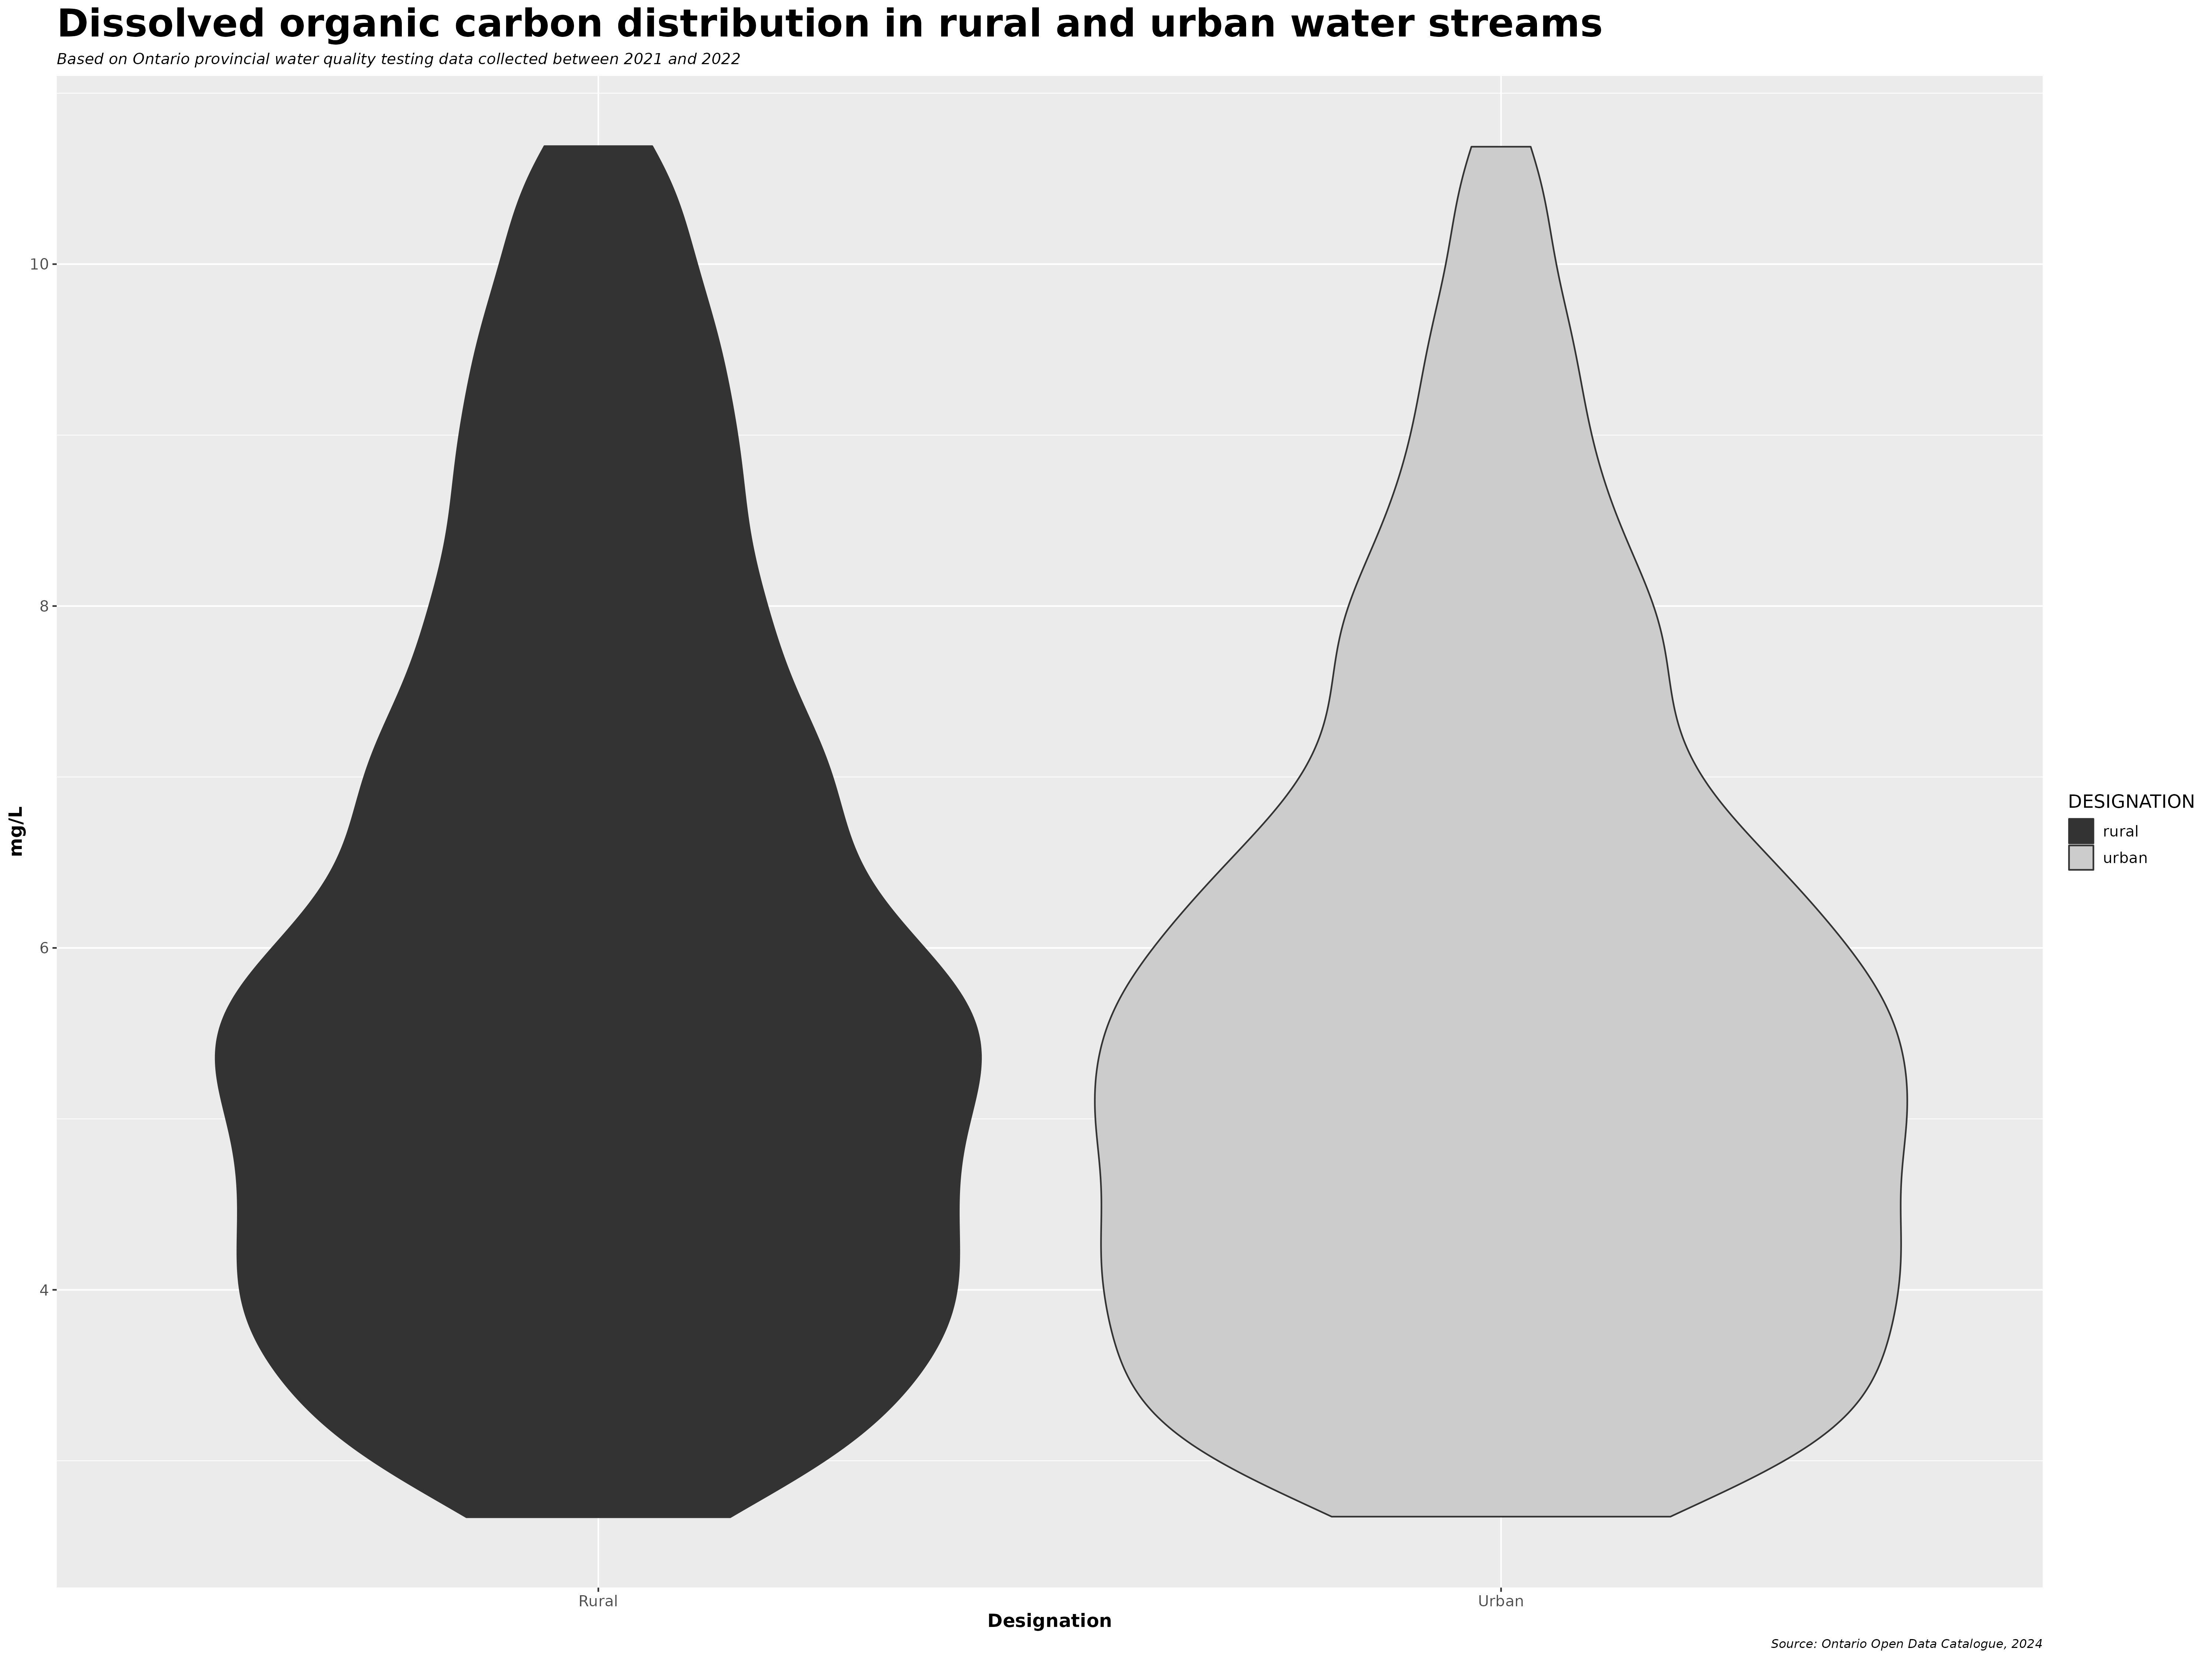 Dissolved organic carbon distribution in rural and urban water streams
Based on Ontario provincial water quality testing data collected between 2021 and 2022
10
8
6
4
mg/L
Rural
Urban
Designation
DESIGNATION
rural
urban
Source: Ontario Open Data Catalogue, 2024